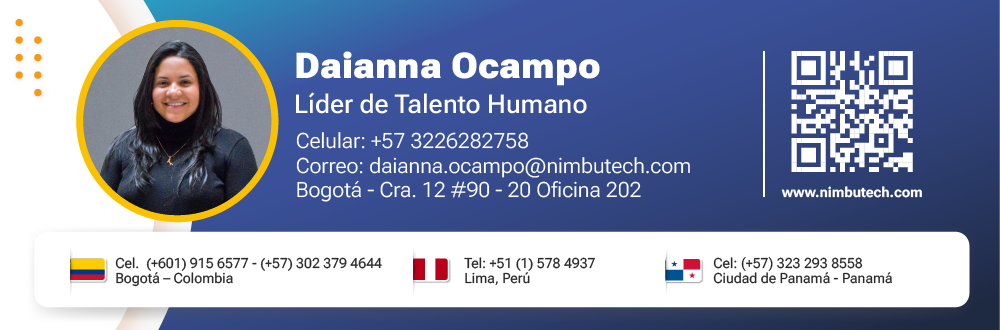 Daianna Ocampo
Líder de Talento Humano
Celular: +57 3226282758
Correo: daianna.ocampo@nimbutech.com
Bogotá - Cra. 12 #90 - 20 Oficina 202
www.nimbutech.com
Cel. (+601) 915 6577 - (+57) 302 379 4644
Bogotá – Colombia
Tel: +51 (1) 578 4937
Lima, Perú
Cel: (+57) 323 293 8558
Ciudad de Panamá - Panamá